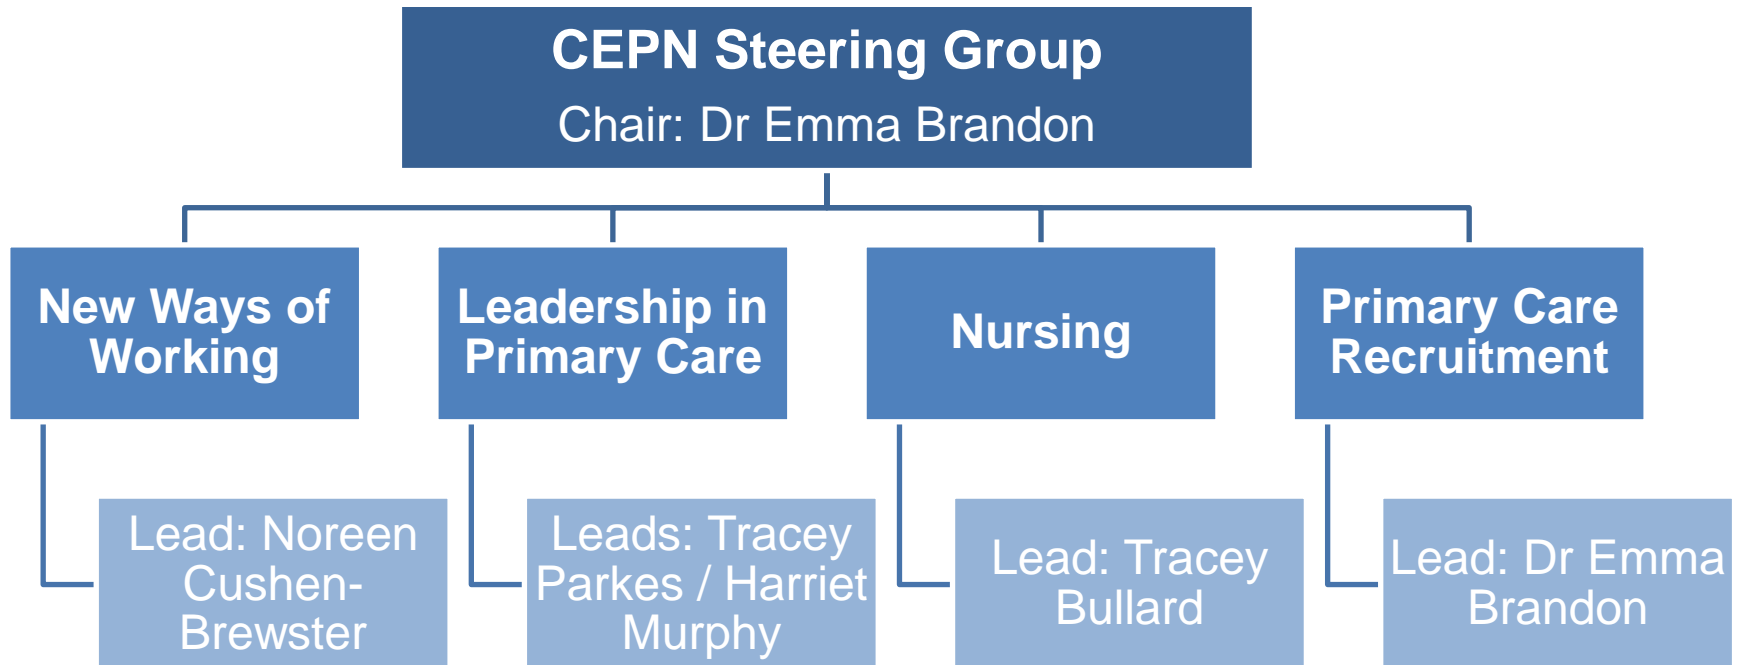 CEPN Steering Group
Chair: Dr Emma Brandon
New Ways of
Working
Leadership in
Primary Care
Nursing
Primary Care
Recruitment
Lead: Noreen
Cushen-
Brewster
Leads: Tracey
Parkes / Harriet
Murphy
Lead: Tracey
Bullard
Lead: Dr Emma
Brandon